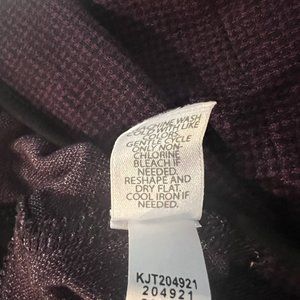 MACHINE WASH
COLD WITH LIKE
COLORS.
GENTLE CYCLE
ONLY NON-
CHLORINE
BLEACH IF
NEEDED.
RESHAPE AND
DRY FLAT.
COOL IRON IF
NEEDED.
KJT204921
204921